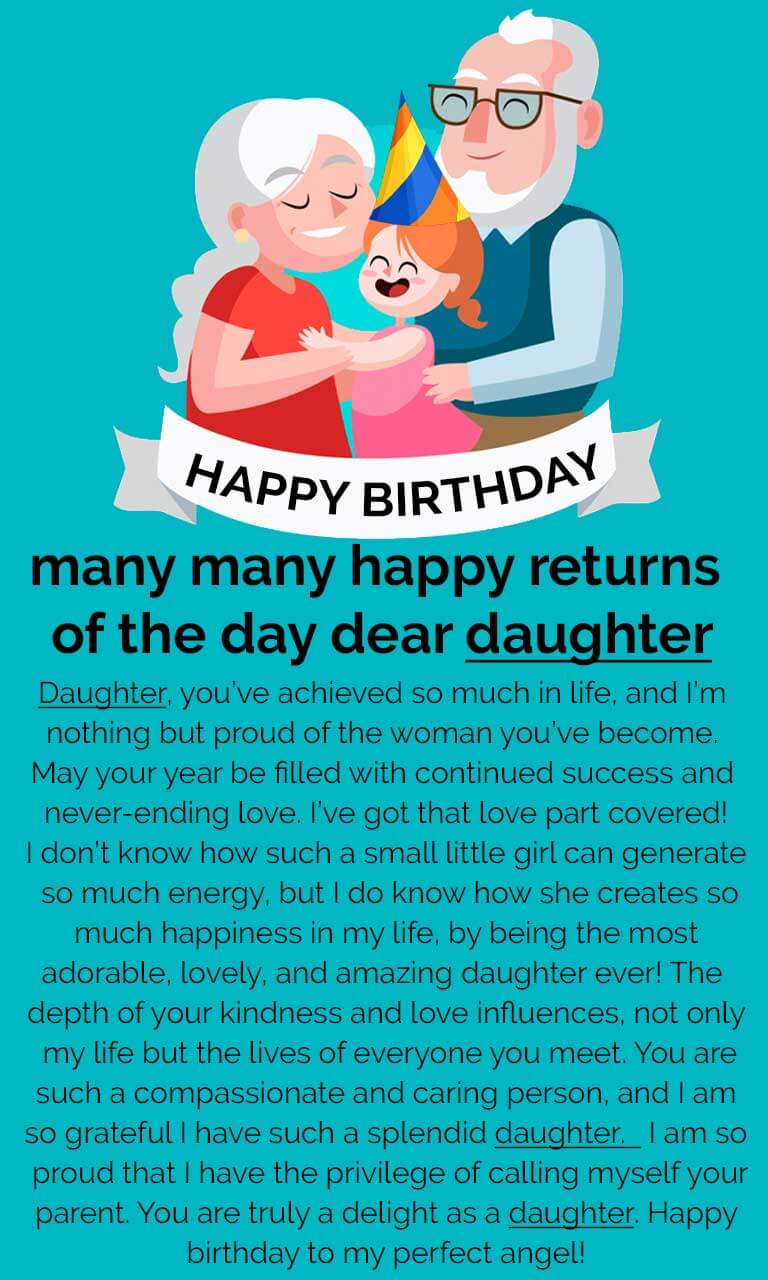 HAPPY BIRTHDAY
many many happy returns
of the day dear daughter
Daughter, you've achieved so much in life, and I'm
nothing but proud of the woman you've become.
May your year be filled with continued success and
never-ending love. I've got that love part covered!
I don't know how such a small little girl can generate
so much energy, but I do know how she creates so
much happiness in my life, by being the most
adorable, lovely, and amazing daughter ever! The
depth of your kindness and love influences, not only
my life but the lives of everyone you meet. You are
such a compassionate and caring person, and I am
so grateful I have such a splendid daughter. I am so
proud that I have the privilege of calling myself your
parent. You are truly a delight as a daughter. Happy
birthday to my perfect angel!